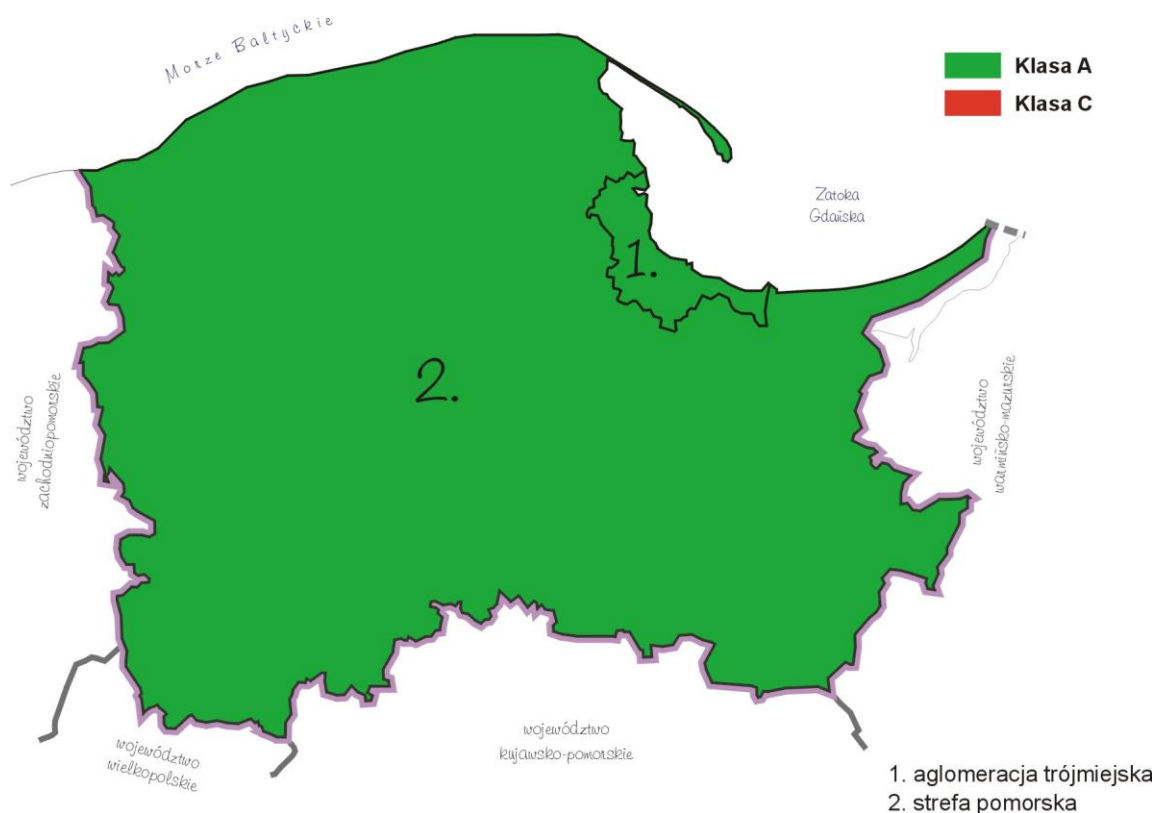 Morze Bałtyckie
Klasa A
Klasa C
Zatoka
Gdańska
1.
2.
województwo
zachodniopomorskie
województwo
warmińsko-mazurskie
województwo
wielkopolskie
województwo
kujawsko-pomorskie
1. aglomeracja trójmiejska
2. strefa pomorska